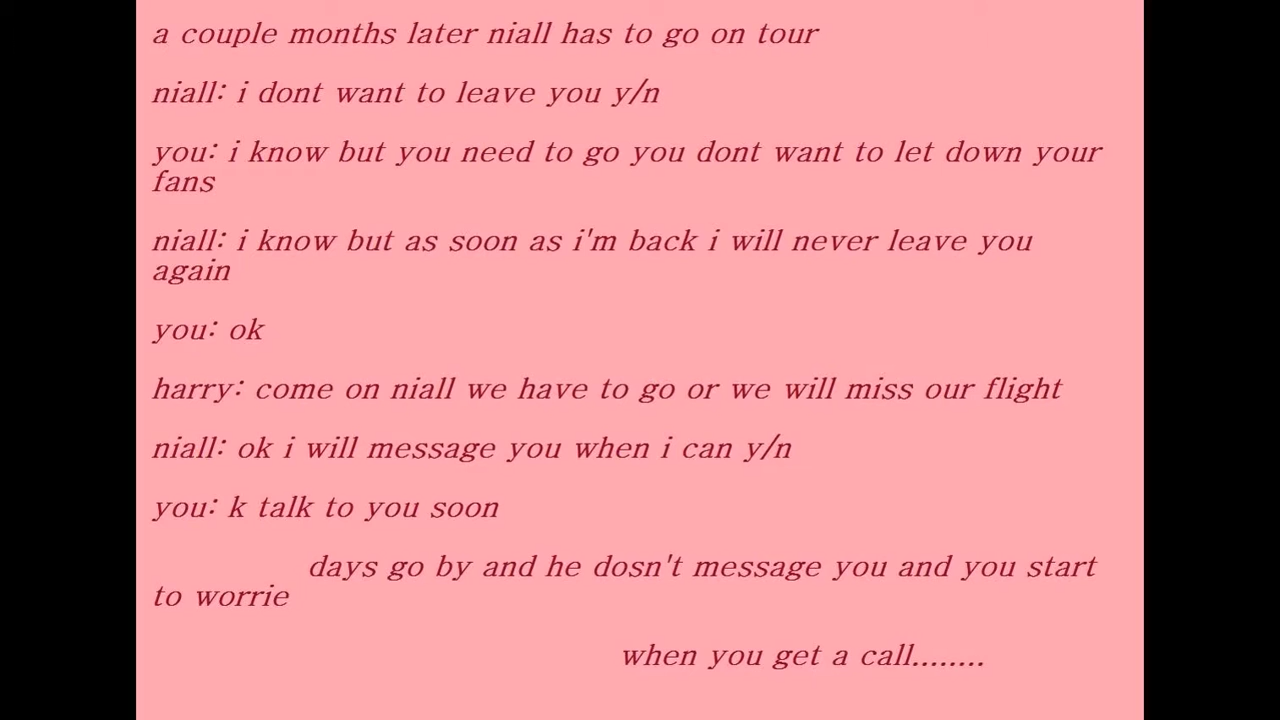 a couple months later niall has to go on tour
niall: i dont want to leave you y/n
you: i know but you need to go you dont want to let down your
fans
niall: i know but as soon as i'm back i will never leave you
again
you: ok
harry: come on niall we have to go or we will miss our flight
niall: ok i will message you when i can y/n
you: k talk to you soon
days go by and he dosn't message you and you start
to worrie
when you get a call........